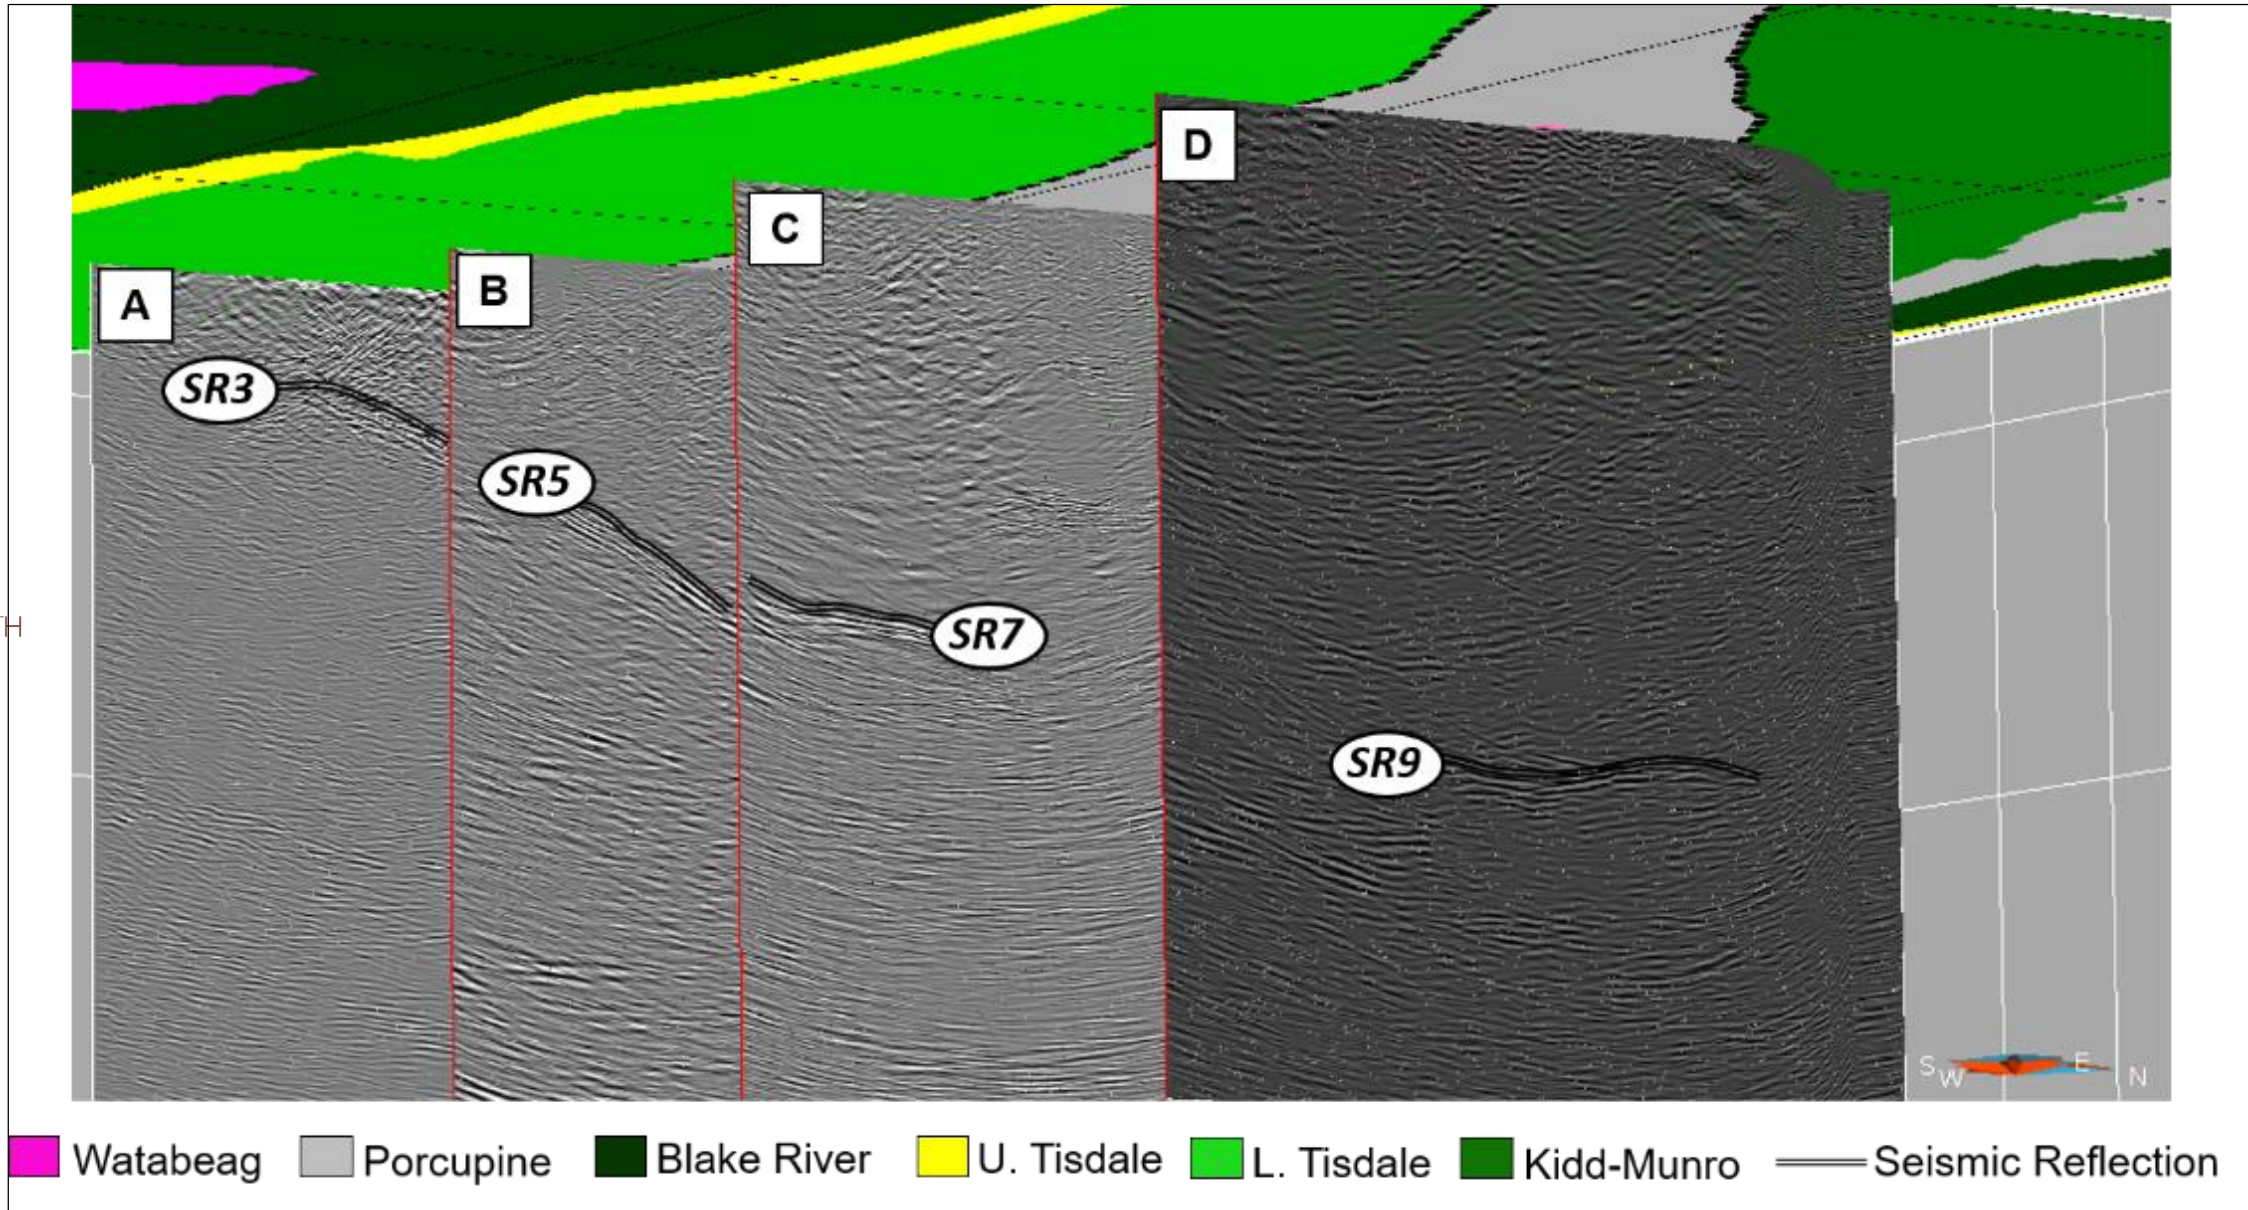 D
C
B
A
SR3
SR5
SR7
SR9
S W E N
Watabeag Porcupine Blake River U. Tisdale L. Tisdale Kidd-Munro Seismic Reflection